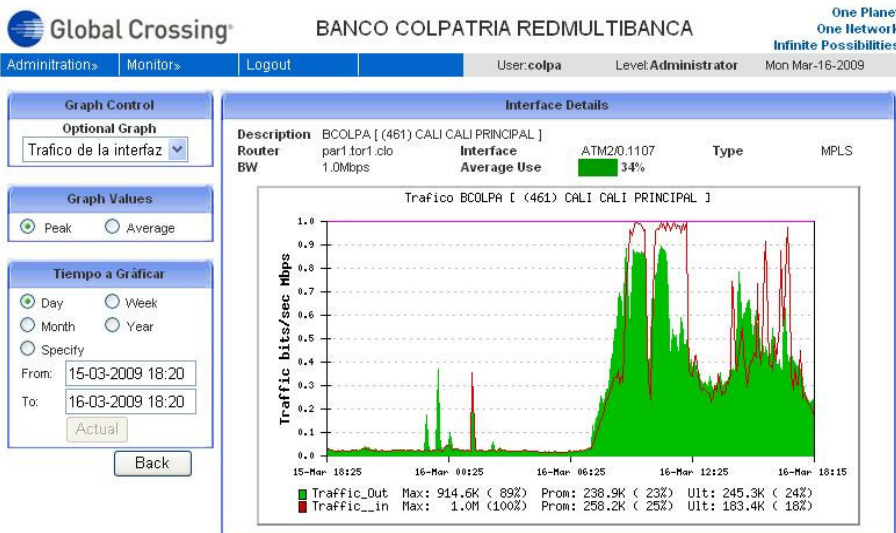 Global Crossing
BANCO COLPATRIA REDMULTIBANCA
One Planet
One Network
Infinite Possibilities
Adminitration» Monitor» Logout User:colpa Level:Administrator Mon Mar-16-2009
Graph Control
Optional Graph
Trafico de la interfaz
Graph Values
Peak Average
Tiempo a Gráficar
Day Week
Month Year
Specify
From: 15-03-2009 18:20
To: 16-03-2009 18:20
Actual
Back
Interface Details
Description BCOLPA [ (461) CALI CALI PRINCIPAL ]
Router par1.tor1.clo Interface ATM2/0.1107 Type MPLS
BW 1.0Mbps Average Use 34%
Trafico BCOLPA [ (461) CALI CALI PRINCIPAL ]
Traffic bits/sec Mbps
1.0
0.9
0.8
0.7
0.6
0.5
0.4
0.3
0.2
0.1
0.0
15-Mar 18:25 16-Mar 00:25 16-Mar 06:25 16-Mar 12:25 16-Mar 18:15
Traffic_Out Max: 914.6K ( 89%) Prom: 238.9K ( 23%) Ult: 245.3K ( 24%)
Traffic__in Max: 1.0M (100%) Prom: 258.2K ( 25%) Ult: 183.4K ( 18%)